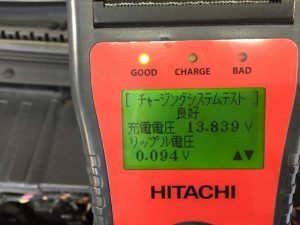 GOOD CHARGE BAD
[ チャージングシステムテスト ]
良好
充電電圧 13.839 V
リップル電圧
0.094 V ▲▼
HITACHI